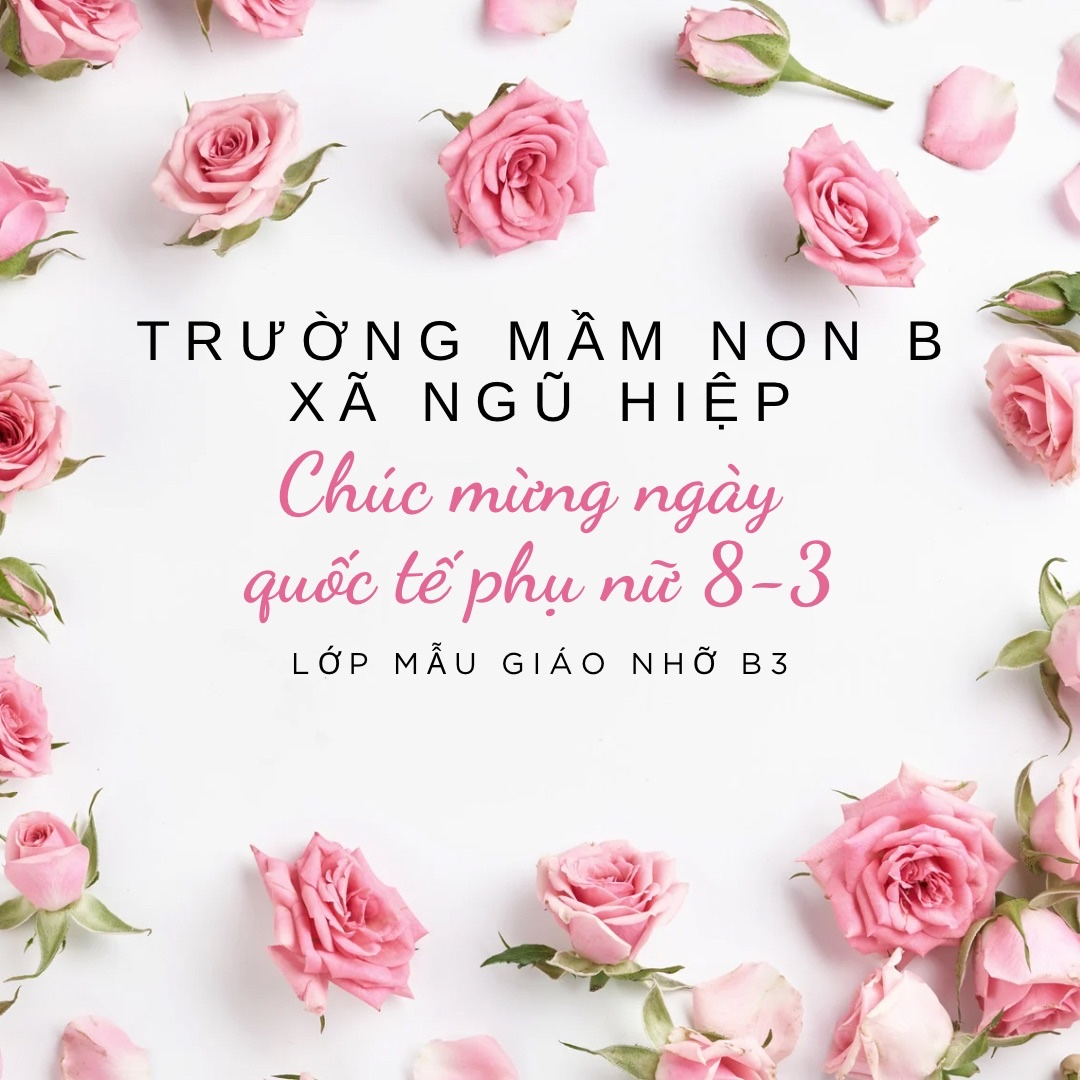 TRƯỜNG MẦM NON B
XÃ NGŨ HIỆP
Chúc mừng ngày
quốc tế phụ nữ 8-3
LỚP MẪU GIÁO NHỠ B3